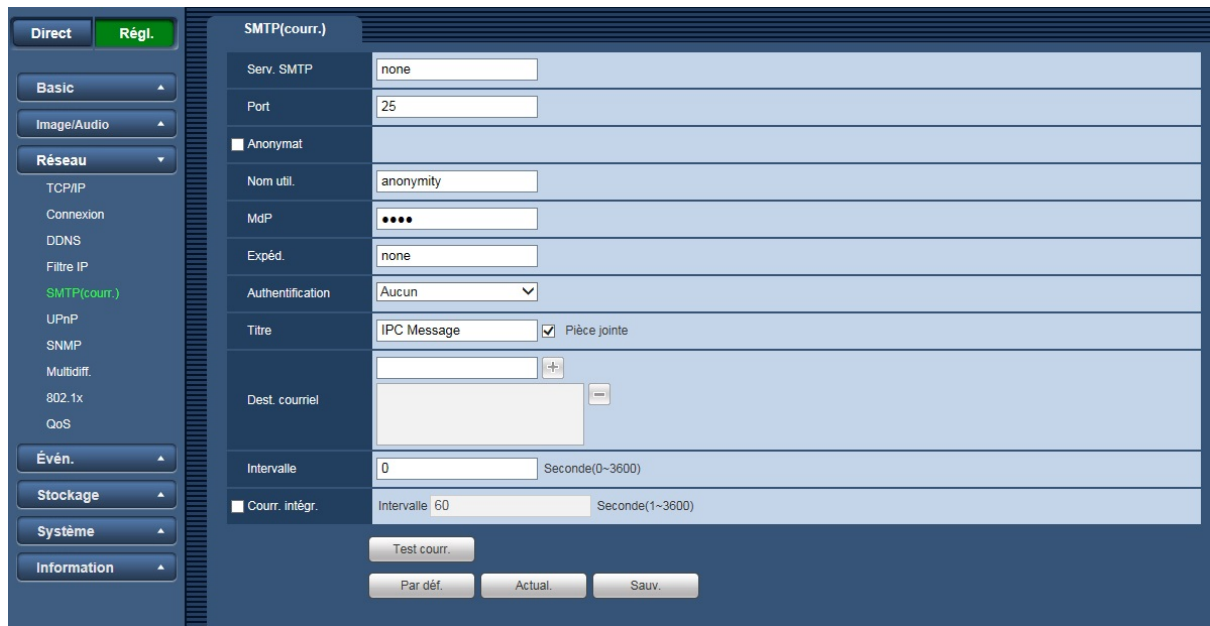 Direct
Régl.
Basic
Image/Audio
Réseau
TCP/IP
Connexion
DDNS
Filtre IP
SMTP(courr.)
UPnP
SNMP
Multidiff.
802.1x
QoS
Évén.
Stockage
Système
Information
SMTP(courr.)
Serv. SMTP none
Port 25
Anonymat
Nom util. anonymity
MdP ••••
Expéd. none
Authentification Aucun
Titre IPC Message Pièce jointe
Dest. courriel
Intervalle 0 Seconde(0~3600)
Courr. intégr. Intervalle 60 Seconde(1~3600)
Test courr.
Par déf. Actual. Sauv.